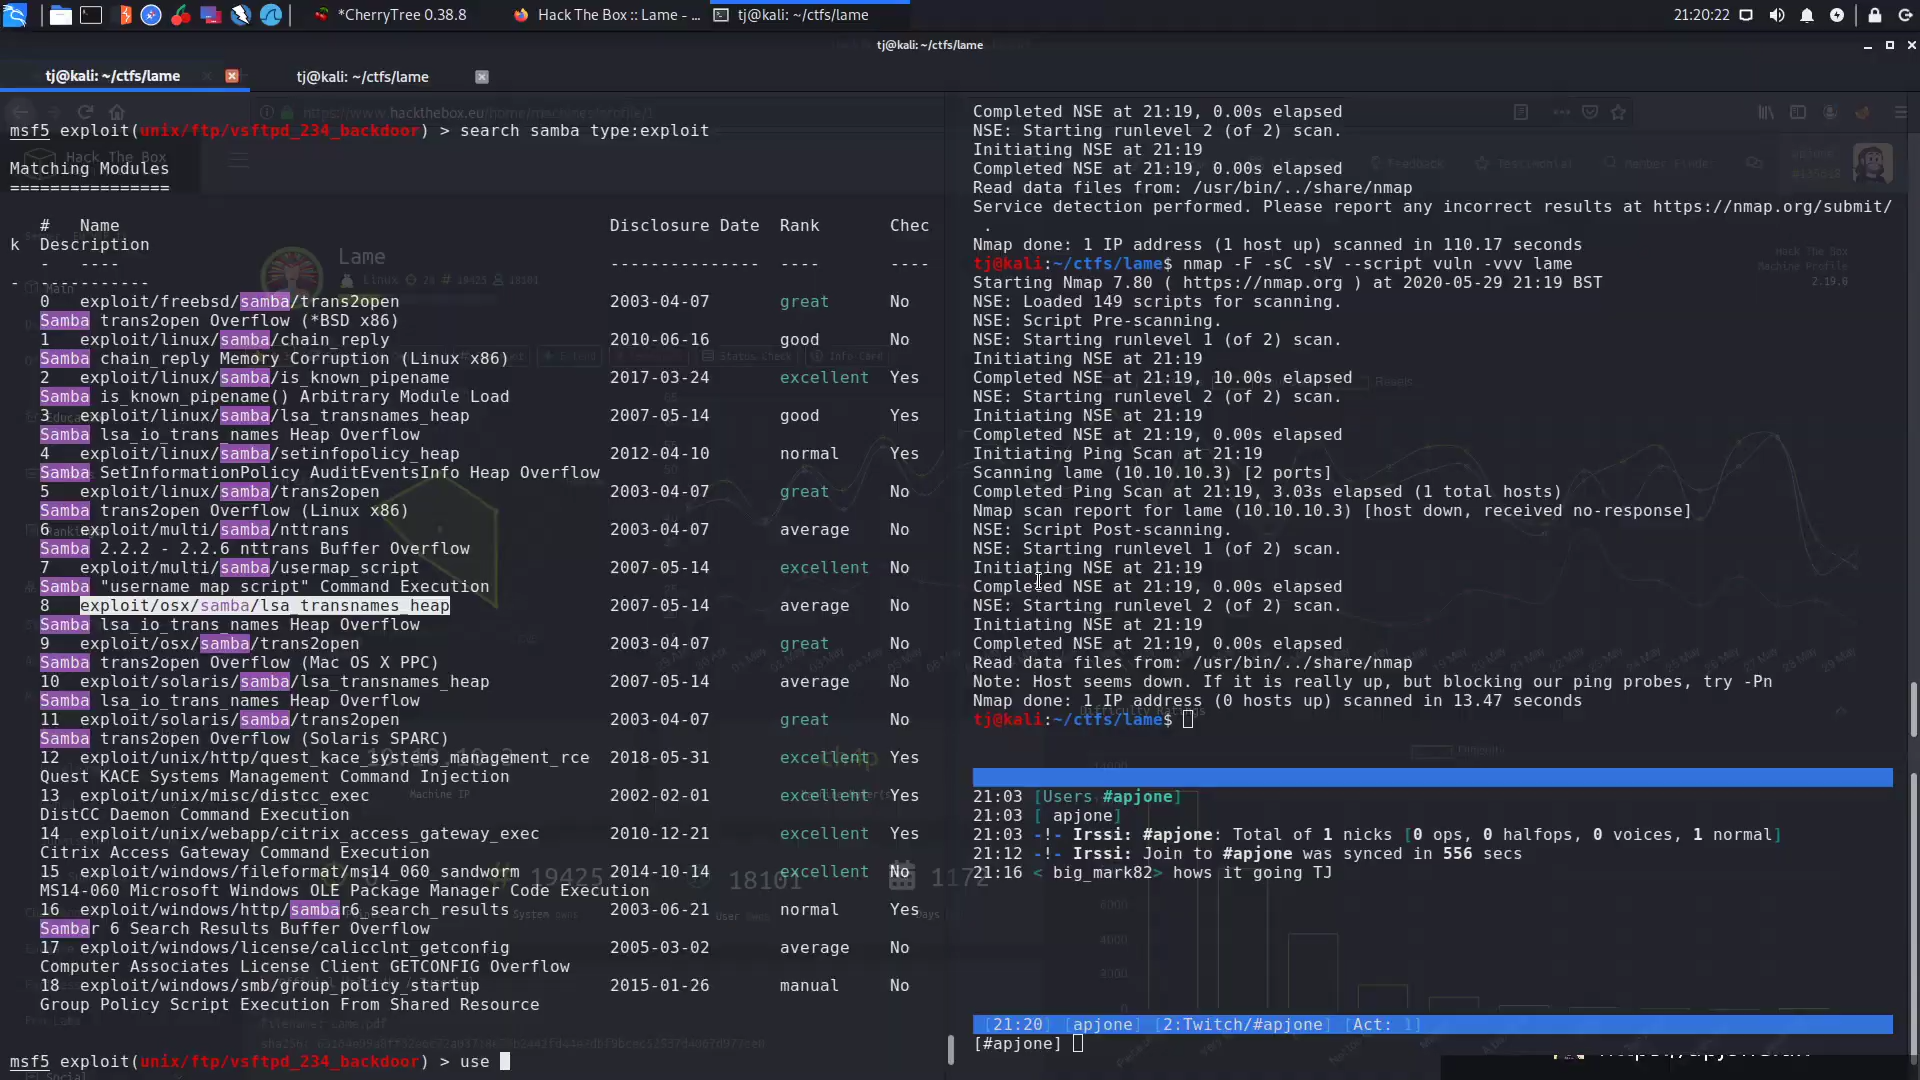 *CherryTree 0.38.8
Hack The Box :: Lame - ...
tj@kali: ~/ctfs/lame
21:20:22
tj@kali: ~/ctfs/lame
tj@kali: ~/ctfs/lame
tj@kali: ~/ctfs/lame
msf5 exploit(unix/ftp/vsftpd_234_backdoor) > search samba type:exploit
Matching Modules
================
# Name Disclosure Date Rank Chec
k Description
- ---- --------------- ---- ----
- -----------
0 exploit/freebsd/samba/trans2open 2003-04-07 great No
Samba trans2open Overflow (*BSD x86)
1 exploit/linux/samba/chain_reply 2010-06-16 good No
Samba chain_reply Memory Corruption (Linux x86)
2 exploit/linux/samba/is_known_pipename 2017-03-24 excellent Yes
Samba is_known_pipename() Arbitrary Module Load
3 exploit/linux/samba/lsa_transnames_heap 2007-05-14 good Yes
Samba lsa_io_trans_names Heap Overflow
4 exploit/linux/samba/setinfopolicy_heap 2012-04-10 normal Yes
Samba SetInformationPolicy AuditEventsInfo Heap Overflow
5 exploit/linux/samba/trans2open 2003-04-07 great No
Samba trans2open Overflow (Linux x86)
6 exploit/multi/samba/nttrans 2003-04-07 average No
Samba 2.2.2 - 2.2.6 nttrans Buffer Overflow
7 exploit/multi/samba/usermap_script 2007-05-14 excellent No
Samba "username map script" Command Execution
8 exploit/osx/samba/lsa_transnames_heap 2007-05-14 average No
Samba lsa_io_trans_names Heap Overflow
9 exploit/osx/samba/trans2open 2003-04-07 great No
Samba trans2open Overflow (Mac OS X PPC)
10 exploit/solaris/samba/lsa_transnames_heap 2007-05-14 average No
Samba lsa_io_trans_names Heap Overflow
11 exploit/solaris/samba/trans2open 2003-04-07 great No
Samba trans2open Overflow (Solaris SPARC)
12 exploit/unix/http/quest_kace_systems_management_rce 2018-05-31 excellent Yes
Quest KACE Systems Management Command Injection
13 exploit/unix/misc/distcc_exec 2002-02-01 excellent Yes
DistCC Daemon Command Execution
14 exploit/unix/webapp/citrix_access_gateway_exec 2010-12-21 excellent Yes
Citrix Access Gateway Command Execution
15 exploit/windows/fileformat/ms14_060_sandworm 2014-10-14 excellent No
MS14-060 Microsoft Windows OLE Package Manager Code Execution
16 exploit/windows/http/sambar6_search_results 2003-06-21 normal Yes
Sambar 6 Search Results Buffer Overflow
17 exploit/windows/license/calicclnt_getconfig 2005-03-02 average No
Computer Associates License Client GETCONFIG Overflow
18 exploit/windows/smb/group_policy_startup 2015-01-26 manual No
Group Policy Script Execution From Shared Resource
msf5 exploit(unix/ftp/vsftpd_234_backdoor) > use
Completed NSE at 21:19, 0.00s elapsed
NSE: Starting runlevel 2 (of 2) scan.
Initiating NSE at 21:19
Completed NSE at 21:19, 0.00s elapsed
Read data files from: /usr/bin/../share/nmap
Service detection performed. Please report any incorrect results at https://nmap.org/submit/
.
Nmap done: 1 IP address (1 host up) scanned in 110.17 seconds
tj@kali:~/ctfs/lame$ nmap -F -sC -sV --script vuln -vvv lame
Starting Nmap 7.80 ( https://nmap.org ) at 2020-05-29 21:19 BST
NSE: Loaded 149 scripts for scanning.
NSE: Script Pre-scanning.
NSE: Starting runlevel 1 (of 2) scan.
Initiating NSE at 21:19
Completed NSE at 21:19, 10.00s elapsed
NSE: Starting runlevel 2 (of 2) scan.
Initiating NSE at 21:19
Completed NSE at 21:19, 0.00s elapsed
Initiating Ping Scan at 21:19
Scanning lame (10.10.10.3) [2 ports]
Completed Ping Scan at 21:19, 3.03s elapsed (1 total hosts)
Nmap scan report for lame (10.10.10.3) [host down, received no-response]
NSE: Script Post-scanning.
NSE: Starting runlevel 1 (of 2) scan.
Initiating NSE at 21:19
Completed NSE at 21:19, 0.00s elapsed
NSE: Starting runlevel 2 (of 2) scan.
Initiating NSE at 21:19
Completed NSE at 21:19, 0.00s elapsed
Read data files from: /usr/bin/../share/nmap
Note: Host seems down. If it is really up, but blocking our ping probes, try -Pn
Nmap done: 1 IP address (0 hosts up) scanned in 13.47 seconds
tj@kali:~/ctfs/lame$
21:03 [Users #apjone]
21:03 [ apjone]
21:03 -!- Irssi: #apjone: Total of 1 nicks [0 ops, 0 halfops, 0 voices, 1 normal]
21:12 -!- Irssi: Join to #apjone was synced in 556 secs
21:16 < big_mark82> hows it going TJ
[21:20] [apjone] [2:Twitch/#apjone] [Act: 1]
[#apjone]
https://www.hackthebox.eu/home/machines/profile/1
Hack The Box
Lame
Linux
Status Check
Info Card
Feedback
Testimonial
Member Finder
Hack The Box
Machine Profile
2.19.0
Machine IP
19425
18101
1172